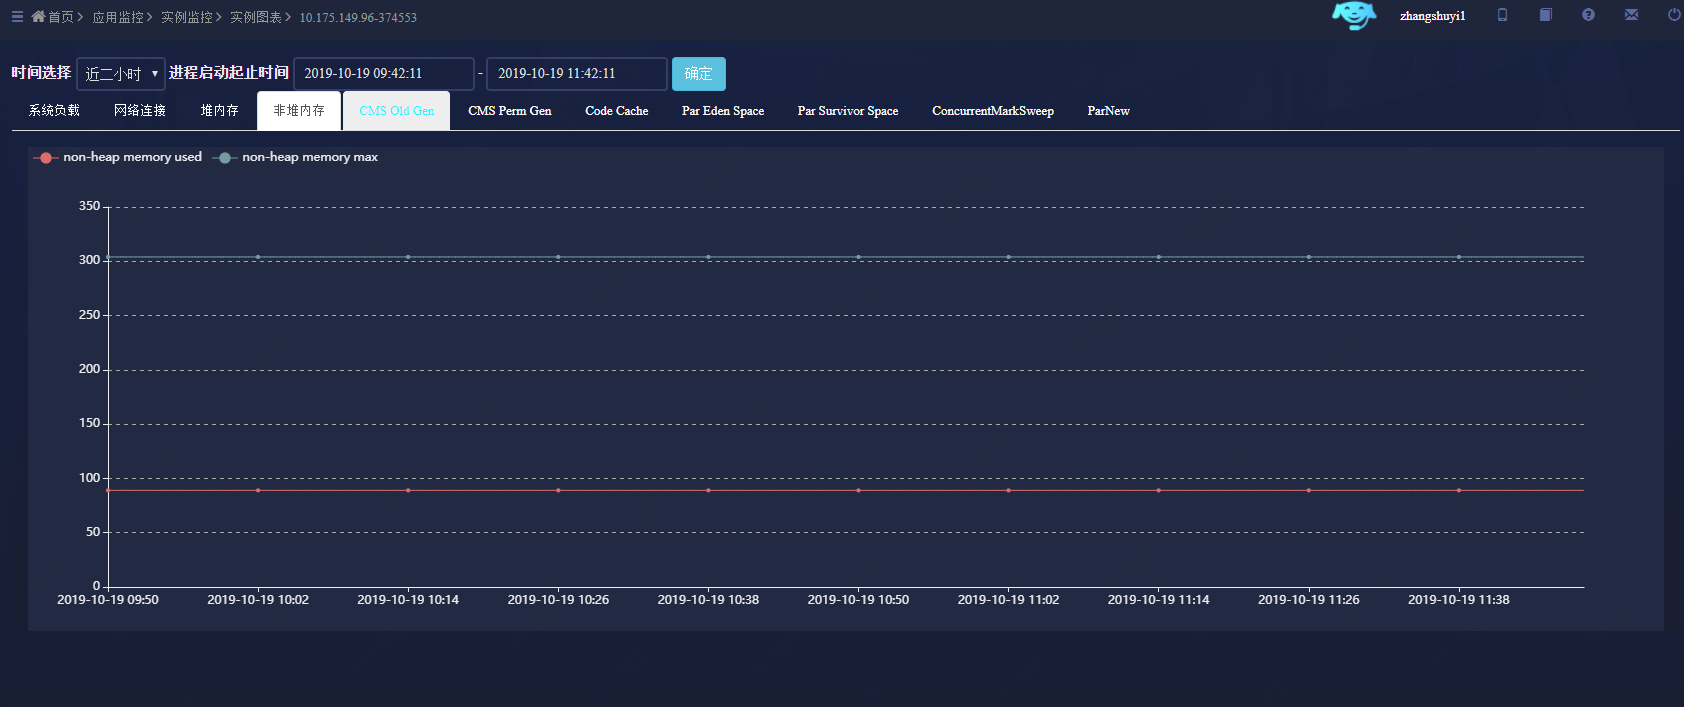 首页 应用监控 实例监控 实例图表 10.175.149.96-374553 zhangshuyi1
时间选择 近二小时 进程启动起止时间 2019-10-19 09:42:11 - 2019-10-19 11:42:11 确定
系统负载 网络连接 堆内存 非堆内存 CMS Old Gen CMS Perm Gen Code Cache Par Eden Space Par Survivor Space ConcurrentMarkSweep ParNew
non-heap memory used non-heap memory max
350
300
250
200
150
100
50
0
2019-10-19 09:50 2019-10-19 10:02 2019-10-19 10:14 2019-10-19 10:26 2019-10-19 10:38 2019-10-19 10:50 2019-10-19 11:02 2019-10-19 11:14 2019-10-19 11:26 2019-10-19 11:38